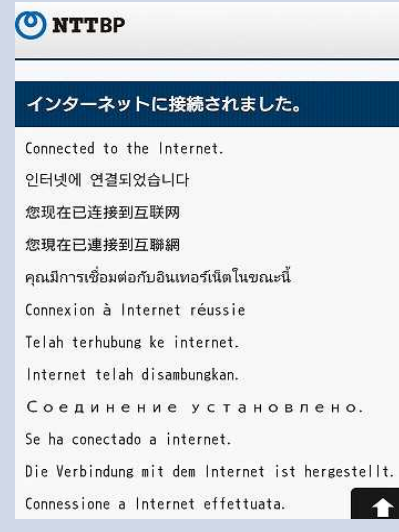 NTTBP
インターネットに接続されました。
Connected to the Internet.
인터넷에 연결되었습니다
您现在已连接到互联网
您現在已連接到互聯網
คุณมีการเชื่อมต่อกับอินเทอร์เน็ตในขณะนี้
Connexion à Internet réussie
Telah terhubung ke internet.
Internet telah disambungkan.
Соединение установлено.
Se ha conectado a internet.
Die Verbindung mit dem Internet ist hergestellt.
Connessione a Internet effettuata.